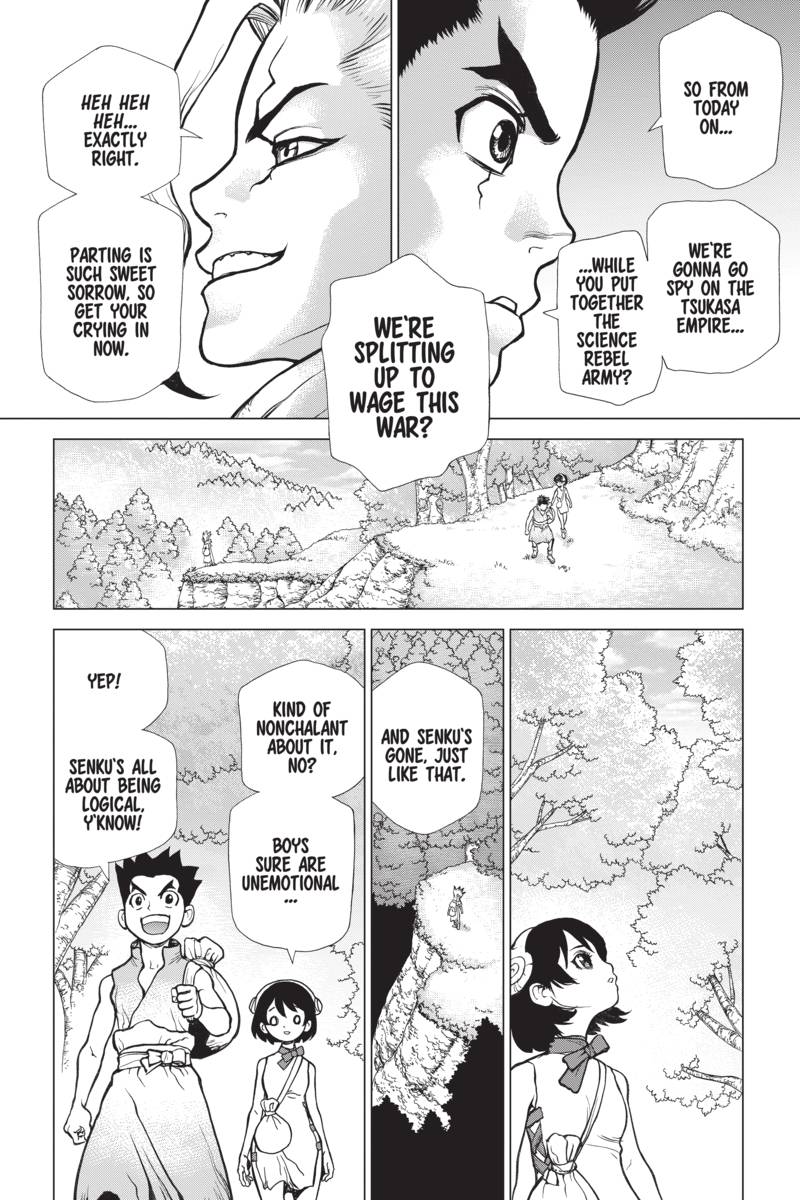 SO FROM
TODAY
ON...
WE'RE
GONNA GO
SPY ON THE
TSUKASA
EMPIRE...
...WHILE
YOU PUT
TOGETHER
THE
SCIENCE
REBEL
ARMY?
WE'RE
SPLITTING
UP TO
WAGE THIS
WAR?
HEH HEH
HEH...
EXACTLY
RIGHT.
PARTING IS
SUCH SWEET
SORROW, SO
GET YOUR
CRYING IN
NOW.
AND SENKU'S
GONE, JUST
LIKE THAT.
KIND OF
NONCHALANT
ABOUT IT,
NO?
BOYS
SURE ARE
UNEMOTIONAL
...
YEP!
SENKU'S ALL
ABOUT BEING
LOGICAL,
Y'KNOW!